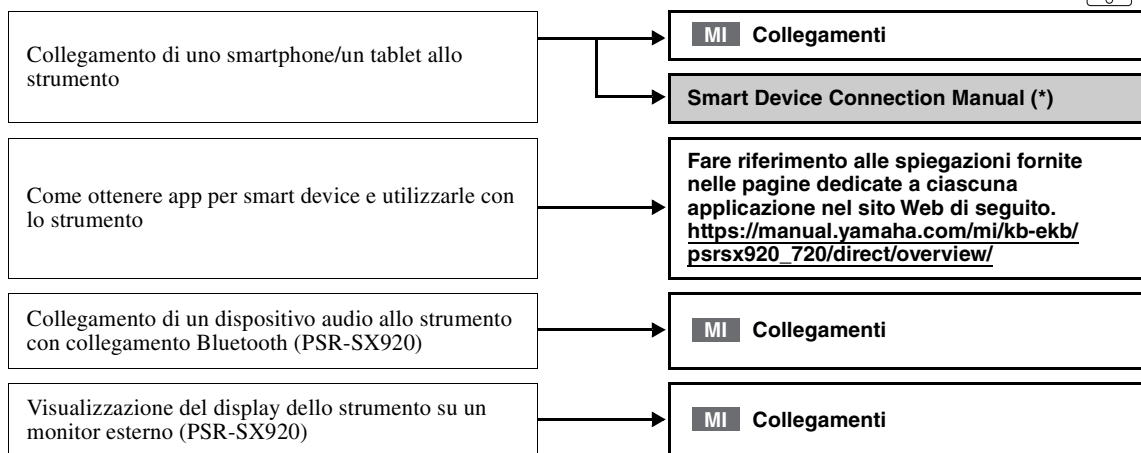 Collegamento di uno smartphone/un tablet allo
strumento
MI Collegamenti
Smart Device Connection Manual (*)
Come ottenere app per smart device e utilizzarle con
lo strumento
Fare riferimento alle spiegazioni fornite
nelle pagine dedicate a ciascuna
applicazione nel sito Web di seguito.
https://manual.yamaha.com/mi/kb-ekb/
psrsx920_720/direct/overview/
Collegamento di un dispositivo audio allo strumento
con collegamento Bluetooth (PSR-SX920)
MI Collegamenti
Visualizzazione del display dello strumento su un
monitor esterno (PSR-SX920)
MI Collegamenti